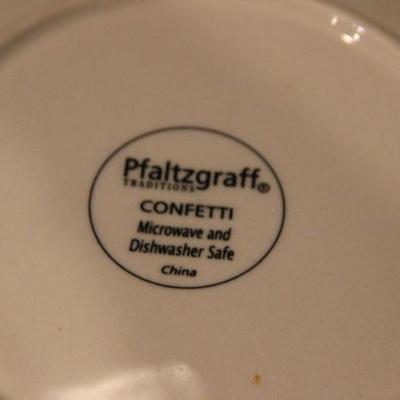 Pfaltzgraff®
TRADITIONS
CONFETTI
Microwave and
Dishwasher Safe
China